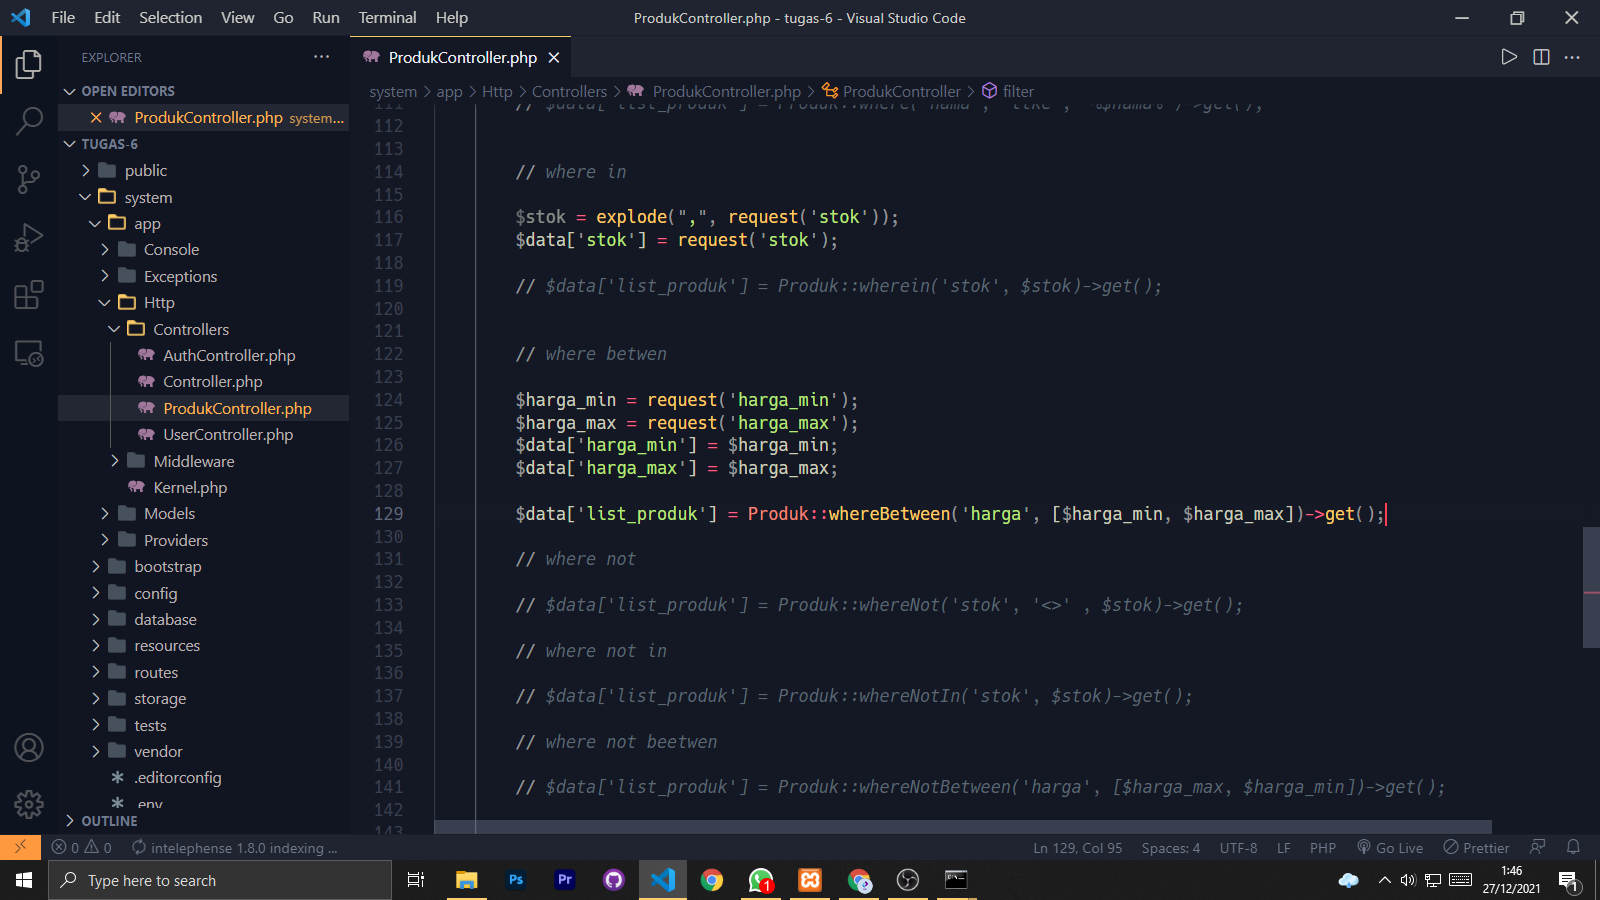 File Edit Selection View Go Run Terminal Help
ProdukController.php - tugas-6 - Visual Studio Code
EXPLORER
OPEN EDITORS
ProdukController.php system...
TUGAS-6
public
system
app
Console
Exceptions
Http
Controllers
AuthController.php
Controller.php
ProdukController.php
UserController.php
Middleware
Kernel.php
Models
Providers
bootstrap
config
database
resources
routes
storage
tests
vendor
.editorconfig
.env
OUTLINE
ProdukController.php
system > app > Http > Controllers > ProdukController.php > ProdukController > filter
111 // $data['list_produk'] = Produk::where('nama', 'like', "%$nama%")->get();
112
113
114 // where in
115
116 $stok = explode(",", request('stok'));
117 $data['stok'] = request('stok');
118
119 // $data['list_produk'] = Produk::wherein('stok', $stok)->get();
120
121
122 // where betwen
123
124 $harga_min = request('harga_min');
125 $harga_max = request('harga_max');
126 $data['harga_min'] = $harga_min;
127 $data['harga_max'] = $harga_max;
128
129 $data['list_produk'] = Produk::whereBetween('harga', [$harga_min, $harga_max])->get();
130
131 // where not
132
133 // $data['list_produk'] = Produk::whereNot('stok', '<>' , $stok)->get();
134
135 // where not in
136
137 // $data['list_produk'] = Produk::whereNotIn('stok', $stok)->get();
138
139 // where not beetwen
140
141 // $data['list_produk'] = Produk::whereNotBetween('harga', [$harga_max, $harga_min])->get();
142
143
0 0 intelephense 1.8.0 indexing ...
Ln 129, Col 95 Spaces: 4 UTF-8 LF PHP Go Live Prettier
Type here to search
Ps
Pr
1
1:46
27/12/2021
1